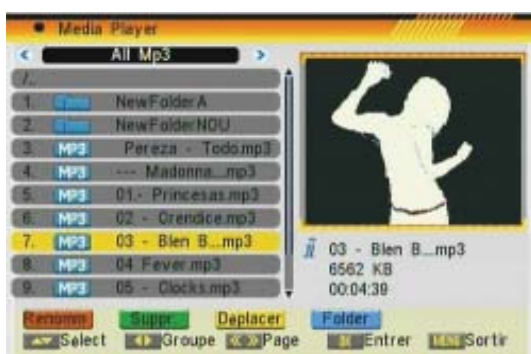 Media Player
All Mp3
/..
1. NewFolderA
2. NewFolderNOU
3. MP3 Pereza - Todo.mp3
4. MP3 --- Madonna...mp3
5. MP3 01.- Princesas.mp3
6. MP3 02 - Orendice.mp3
7. MP3 03 - Blen B...mp3
8. MP3 04 Fever.mp3
9. MP3 05 - Clocks.mp3
03 - Blen B...mp3
6562 KB
00:04:39
Renomm. Suppr. Deplacer Folder
Select Groupe Page OK Entrer MENU Sortir